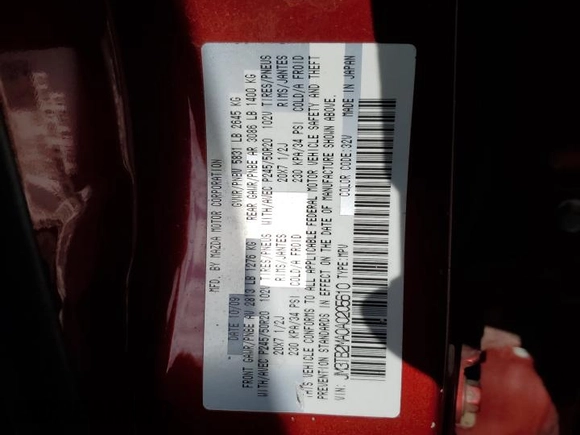 MFD. BY MAZDA MOTOR CORPORATION
DATE 10/09 GVWR/PNBV 5831 LB 2645 KG
FRONT GAWR/PNBE AV 2813 LB 1276 KG REAR GAWR/PNBE AR 3086 LB 1400 KG
WITH/AVEC P245/50R20 102V TIRES/PNEUS WITH/AVEC P245/50R20 102V TIRES/PNEUS
20X7 1/2J RIMS/JANTES 20X7 1/2J RIMS/JANTES
230 KPA/34 PSI COLD/A FROID 230 KPA/34 PSI COLD/A FROID
THIS VEHICLE CONFORMS TO ALL APPLICABLE FEDERAL MOTOR VEHICLE SAFETY AND THEFT
PREVENTION STANDARDS IN EFFECT ON THE DATE OF MANUFACTURE SHOWN ABOVE.
VIN: TYPE:MPV COLOR CODE:32V MADE IN JAPAN